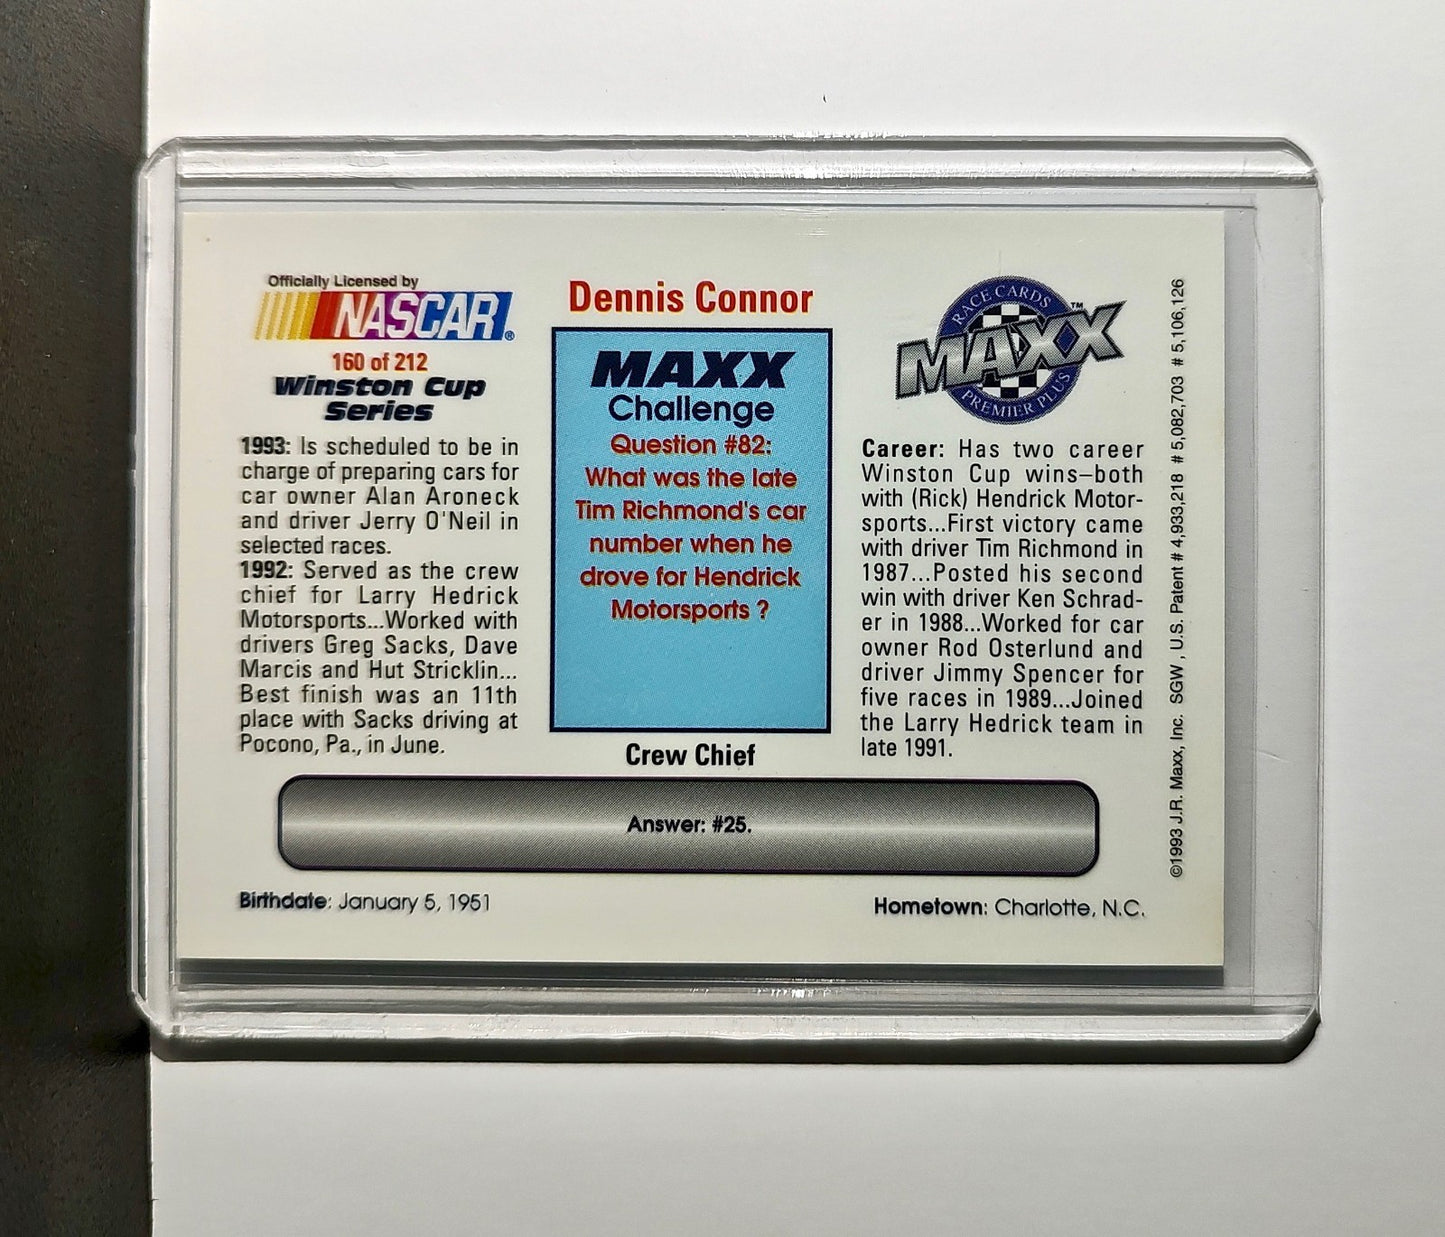 Officially Licensed by
NASCAR®
160 of 212
Winston Cup
Series
1993: Is scheduled to be in
charge of preparing cars for
car owner Alan Aroneck
and driver Jerry O'Neil in
selected races.
1992: Served as the crew
chief for Larry Hedrick
Motorsports...Worked with
drivers Greg Sacks, Dave
Marcis and Hut Stricklin...
Best finish was an 11th
place with Sacks driving at
Pocono, Pa., in June.
Dennis Connor
MAXX
Challenge
Question #82:
What was the late
Tim Richmond's car
number when he
drove for Hendrick
Motorsports ?
Crew Chief
RACE CARDS
MAXX™
PREMIER PLUS
Career: Has two career
Winston Cup wins–both
with (Rick) Hendrick Motor-
sports...First victory came
with driver Tim Richmond in
1987...Posted his second
win with driver Ken Schrad-
er in 1988...Worked for car
owner Rod Osterlund and
driver Jimmy Spencer for
five races in 1989...Joined
the Larry Hedrick team in
late 1991.
Answer: #25.
Birthdate: January 5, 1951
Hometown: Charlotte, N.C.
©1993 J.R. Maxx, Inc. SGW , U.S. Patent # 4,933,218 # 5,082,703 # 5,106,126